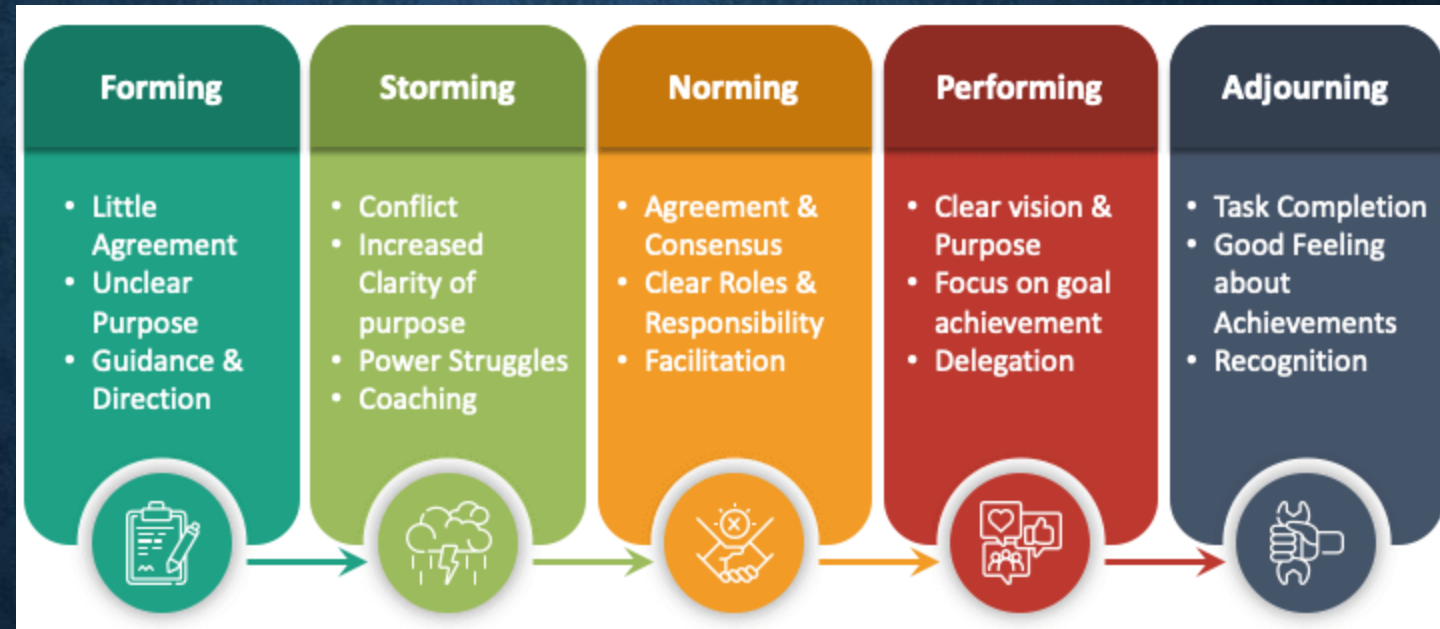 Forming
• Little
Agreement
• Unclear
Purpose
• Guidance &
Direction
Storming
• Conflict
• Increased
Clarity of
purpose
• Power Struggles
• Coaching
Norming
• Agreement &
Consensus
• Clear Roles &
Responsibility
• Facilitation
Performing
• Clear vision &
Purpose
• Focus on goal
achievement
• Delegation
Adjourning
• Task Completion
• Good Feeling
about
Achievements
• Recognition